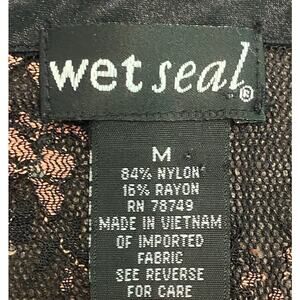 wet seal®
M
84% NYLON
16% RAYON
RN 78749
MADE IN VIETNAM
OF IMPORTED
FABRIC
SEE REVERSE
FOR CARE